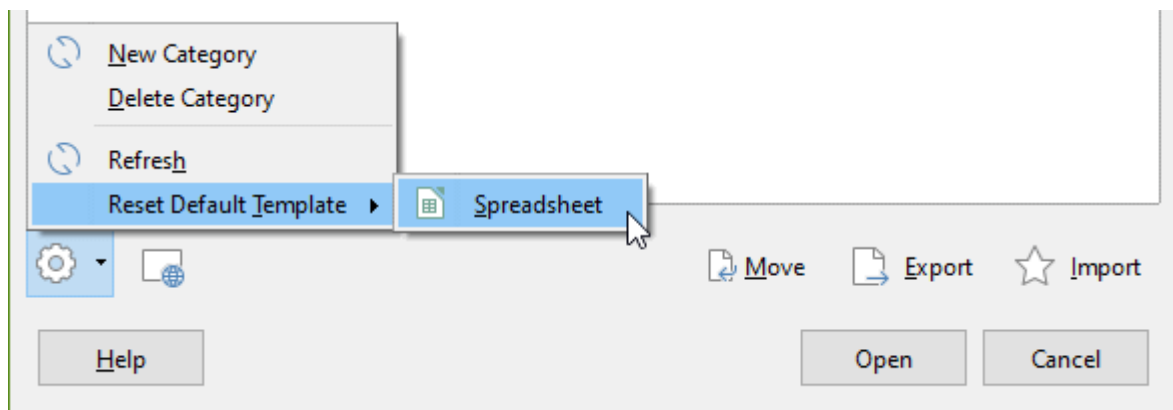 New Category
Delete Category
Refresh
Reset Default Template
Spreadsheet
Move
Export
Import
Help
Open
Cancel